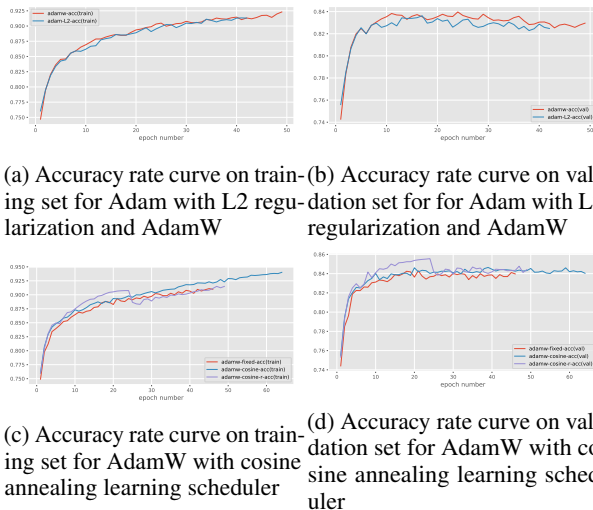 0.925
0.900
0.875
0.850
0.825
0.800
0.775
0.750
adamw-acc(train)
adam-L2-acc(train)
0 10 20 30 40 50
epoch number
0.84
0.82
0.80
0.78
0.76
0.74
adamw-acc(val)
adam-L2-acc(val)
0 10 20 30 40 50
epoch number
(a) Accuracy rate curve on train-
ing set for Adam with L2 regu-
larization and AdamW
(b) Accuracy rate curve on val
dation set for for Adam with L
regularization and AdamW
0.950
0.925
0.900
0.875
0.850
0.825
0.800
0.775
0.750
adamw-fixed-acc(train)
adamw-cosine-acc(train)
adamw-cosine-r-acc(train)
0 10 20 30 40 50 60
epoch number
0.86
0.84
0.82
0.80
0.78
0.76
0.74
adamw-fixed-acc(val)
adamw-cosine-acc(val)
adamw-cosine-r-acc(val)
0 10 20 30 40 50 60
epoch number
(c) Accuracy rate curve on train-
ing set for AdamW with cosine
annealing learning scheduler
(d) Accuracy rate curve on val
dation set for AdamW with co
sine annealing learning sched
uler